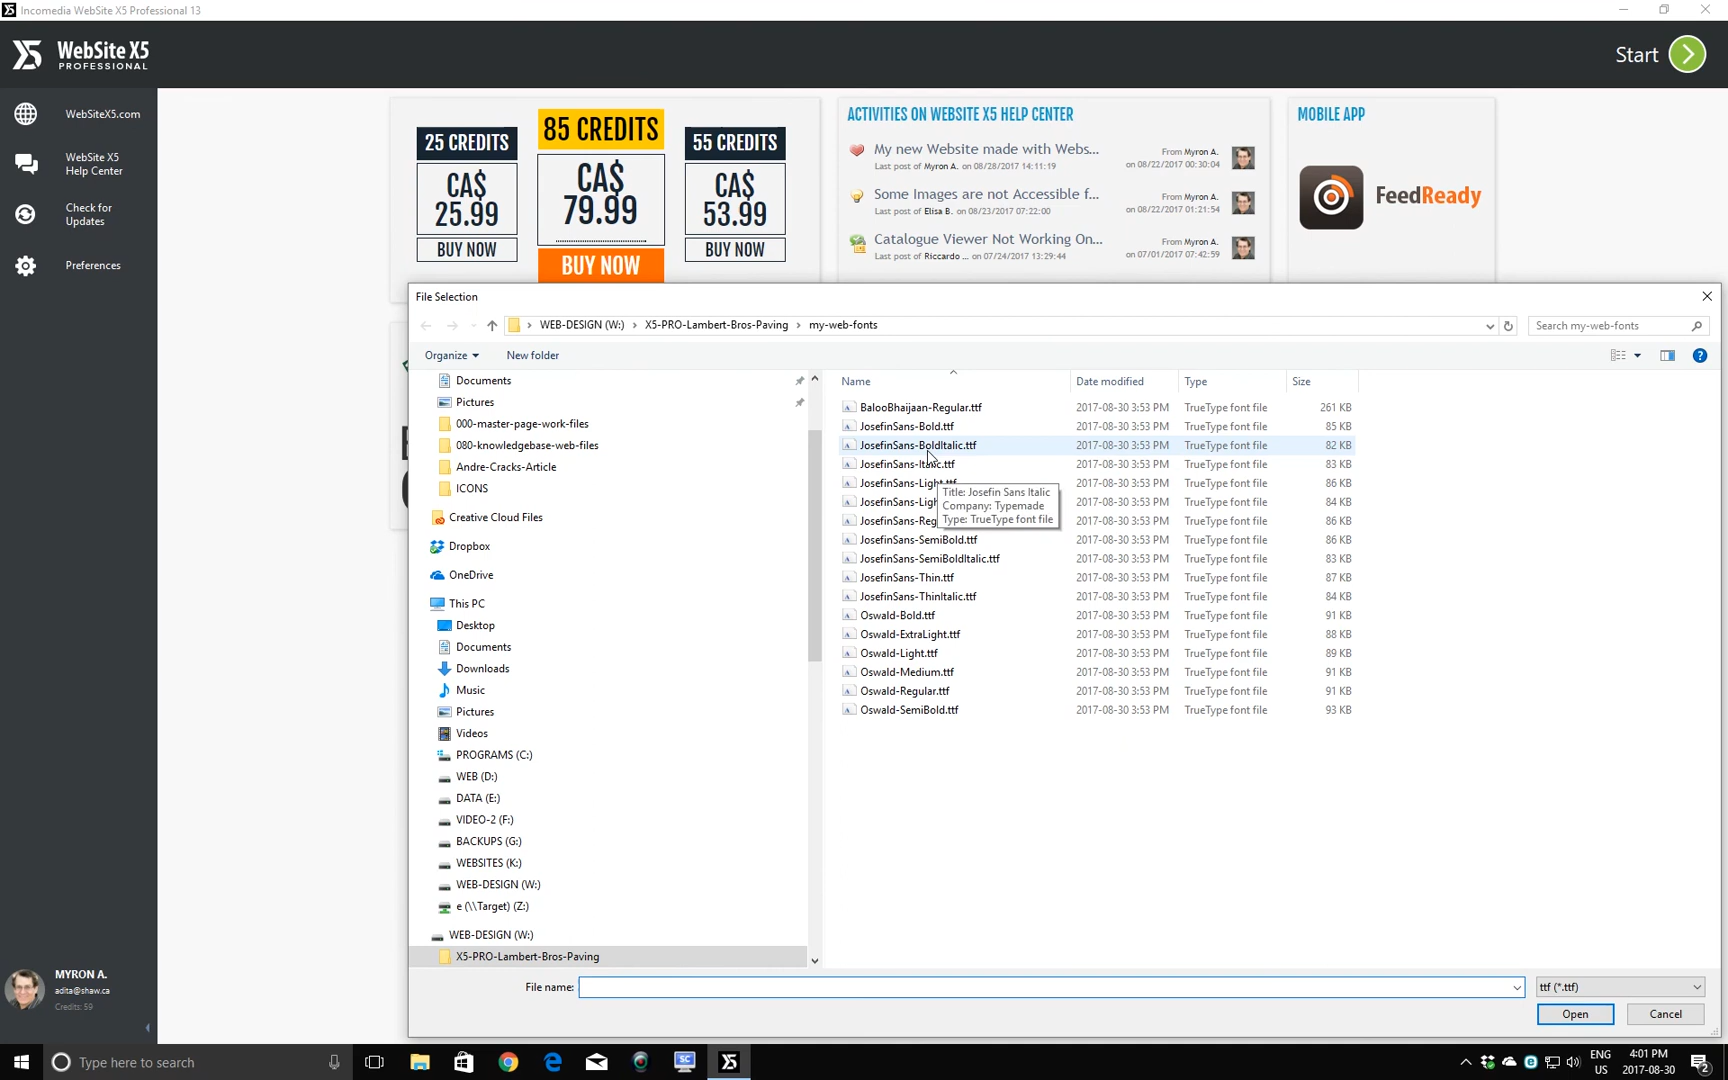 Incomedia WebSite X5 Professional 13
WebSite X5
PROFESSIONAL
Start
WebSiteX5.com
WebSite X5
Help Center
Check for
Updates
Preferences
25 CREDITS
CA$
25.99
BUY NOW
85 CREDITS
CA$
79.99
BUY NOW
55 CREDITS
CA$
53.99
BUY NOW
ACTIVITIES ON WEBSITE X5 HELP CENTER
My new Website made with Webs...
Last post of Myron A. on 08/28/2017 14:11:19
From Myron A.
on 08/22/2017 00:30:04
Some Images are not Accessible f...
Last post of Elisa B. on 08/23/2017 07:22:00
From Myron A.
on 08/22/2017 01:21:54
Catalogue Viewer Not Working On...
Last post of Riccardo ... on 07/24/2017 13:29:44
From Myron A.
on 07/01/2017 07:42:59
MOBILE APP
FeedReady
File Selection
WEB-DESIGN (W:) › X5-PRO-Lambert-Bros-Paving › my-web-fonts
Search my-web-fonts
Organize
New folder
Documents
Pictures
000-master-page-work-files
080-knowledgebase-web-files
Andre-Cracks-Article
ICONS
Creative Cloud Files
Dropbox
OneDrive
This PC
Desktop
Documents
Downloads
Music
Pictures
Videos
PROGRAMS (C:)
WEB (D:)
DATA (E:)
VIDEO-2 (F:)
BACKUPS (G:)
WEBSITES (K:)
WEB-DESIGN (W:)
e (\\Target) (Z:)
WEB-DESIGN (W:)
X5-PRO-Lambert-Bros-Paving
Name Date modified Type Size
BalooBhaijaan-Regular.ttf 2017-08-30 3:53 PM TrueType font file 261 KB
JosefinSans-Bold.ttf 2017-08-30 3:53 PM TrueType font file 85 KB
JosefinSans-BoldItalic.ttf 2017-08-30 3:53 PM TrueType font file 82 KB
JosefinSans-Italic.ttf 2017-08-30 3:53 PM TrueType font file 83 KB
JosefinSans-Light.ttf 2017-08-30 3:53 PM TrueType font file 86 KB
JosefinSans-Ligh 2017-08-30 3:53 PM TrueType font file 84 KB
JosefinSans-Reg 2017-08-30 3:53 PM TrueType font file 86 KB
JosefinSans-SemiBold.ttf 2017-08-30 3:53 PM TrueType font file 86 KB
JosefinSans-SemiBoldItalic.ttf 2017-08-30 3:53 PM TrueType font file 83 KB
JosefinSans-Thin.ttf 2017-08-30 3:53 PM TrueType font file 87 KB
JosefinSans-ThinItalic.ttf 2017-08-30 3:53 PM TrueType font file 84 KB
Oswald-Bold.ttf 2017-08-30 3:53 PM TrueType font file 91 KB
Oswald-ExtraLight.ttf 2017-08-30 3:53 PM TrueType font file 88 KB
Oswald-Light.ttf 2017-08-30 3:53 PM TrueType font file 89 KB
Oswald-Medium.ttf 2017-08-30 3:53 PM TrueType font file 91 KB
Oswald-Regular.ttf 2017-08-30 3:53 PM TrueType font file 91 KB
Oswald-SemiBold.ttf 2017-08-30 3:53 PM TrueType font file 93 KB
Title: Josefin Sans Italic
Company: Typemade
Type: TrueType font file
File name:
ttf (*.ttf)
Open
Cancel
MYRON A.
adita@shaw.ca
Credits: 59
Type here to search
SC
X5
ENG
US
4:01 PM
2017-08-30
2